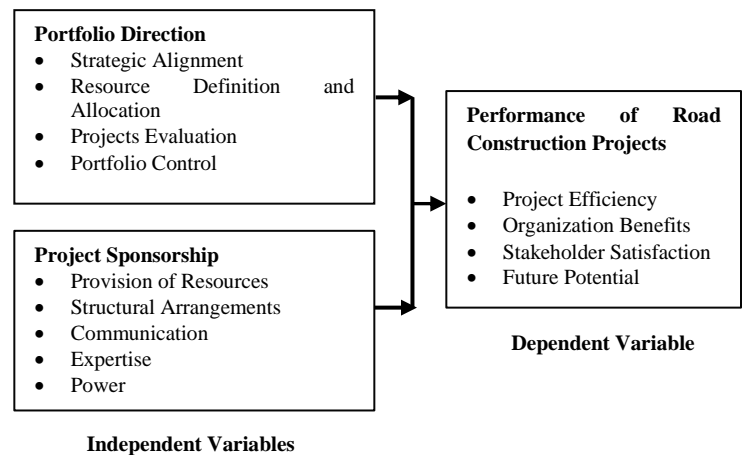 Portfolio Direction
• Strategic Alignment
• Resource Definition and
Allocation
• Projects Evaluation
• Portfolio Control
Project Sponsorship
• Provision of Resources
• Structural Arrangements
• Communication
• Expertise
• Power
Independent Variables
Performance of Road
Construction Projects
• Project Efficiency
• Organization Benefits
• Stakeholder Satisfaction
• Future Potential
Dependent Variable